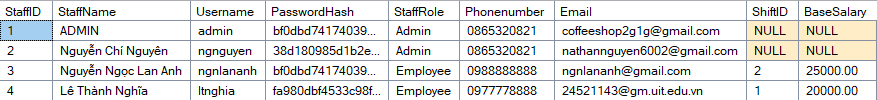 StaffID StaffName Username PasswordHash StaffRole Phonenumber Email ShiftID BaseSalary
1 ADMIN admin bf0dbd74174039... Admin 0865320821 coffeeshop2g1g@gmail.com NULL NULL
2 Nguyễn Chí Nguyên ngnguyen 38d180985d1b2e... Admin 0865320821 nathannguyen6002@gmail.com NULL NULL
3 Nguyễn Ngọc Lan Anh ngnlananh bf0dbd74174039... Employee 0988888888 ngnlananh@gmail.com 2 25000.00
4 Lê Thành Nghĩa ltnghia fa980dbf4533c98f... Employee 0977778888 24521143@gm.uit.edu.vn 1 20000.00